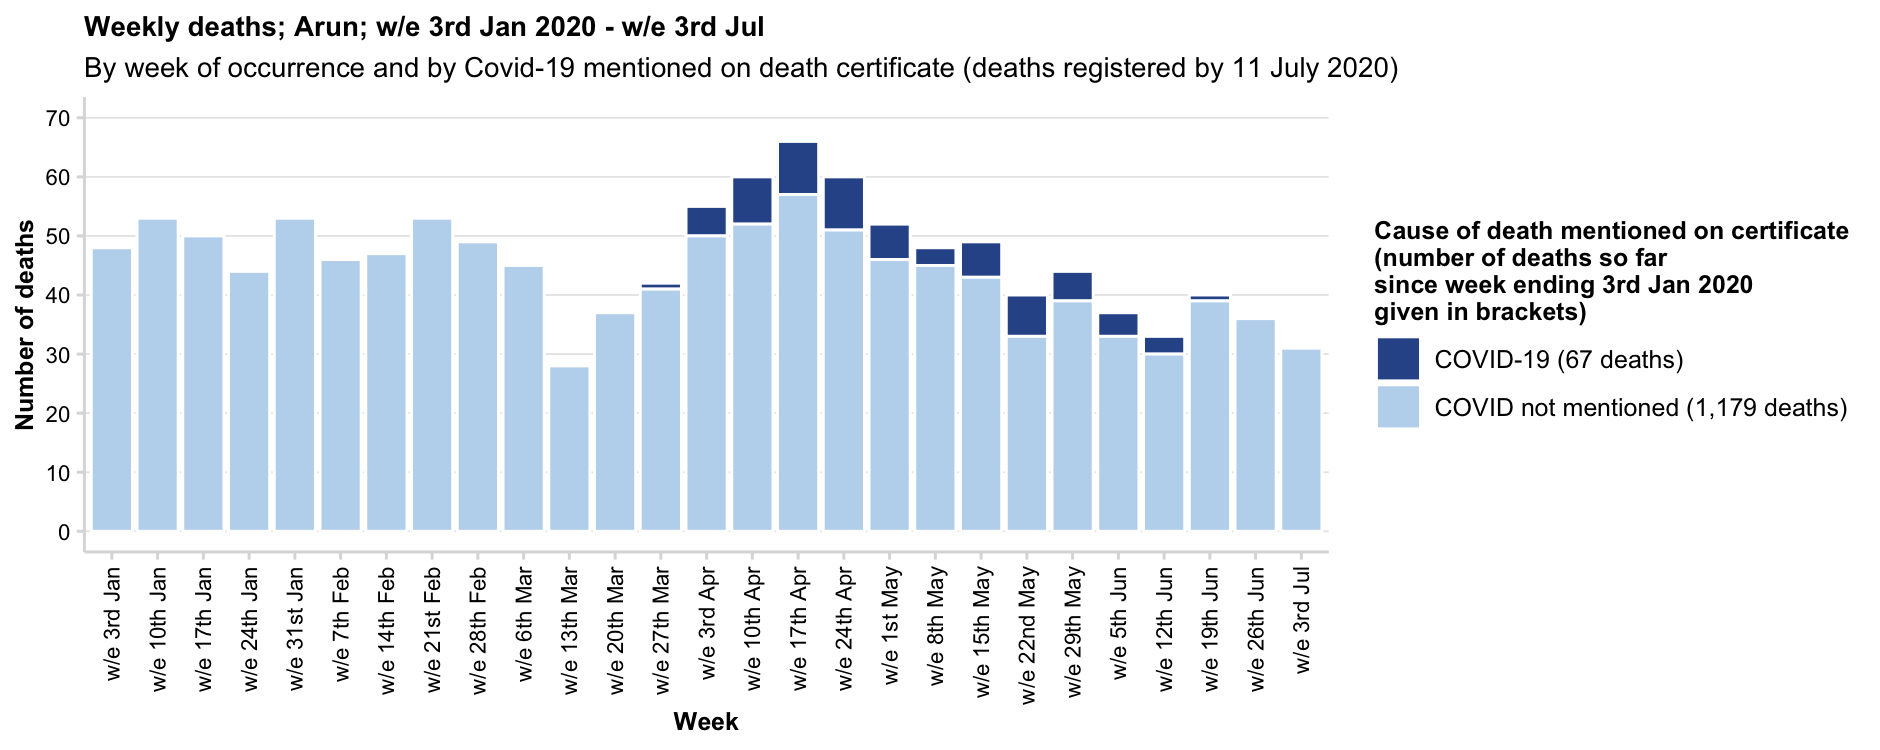 Weekly deaths; Arun; w/e 3rd Jan 2020 - w/e 3rd Jul
By week of occurrence and by Covid-19 mentioned on death certificate (deaths registered by 11 July 2020)
Number of deaths
70
60
50
40
30
20
10
0
w/e 3rd Jan
w/e 10th Jan
w/e 17th Jan
w/e 24th Jan
w/e 31st Jan
w/e 7th Feb
w/e 14th Feb
w/e 21st Feb
w/e 28th Feb
w/e 6th Mar
w/e 13th Mar
w/e 20th Mar
w/e 27th Mar
w/e 3rd Apr
w/e 10th Apr
w/e 17th Apr
w/e 24th Apr
w/e 1st May
w/e 8th May
w/e 15th May
w/e 22nd May
w/e 29th May
w/e 5th Jun
w/e 12th Jun
w/e 19th Jun
w/e 26th Jun
w/e 3rd Jul
Week
Cause of death mentioned on certificate
(number of deaths so far
since week ending 3rd Jan 2020
given in brackets)
COVID-19 (67 deaths)
COVID not mentioned (1,179 deaths)